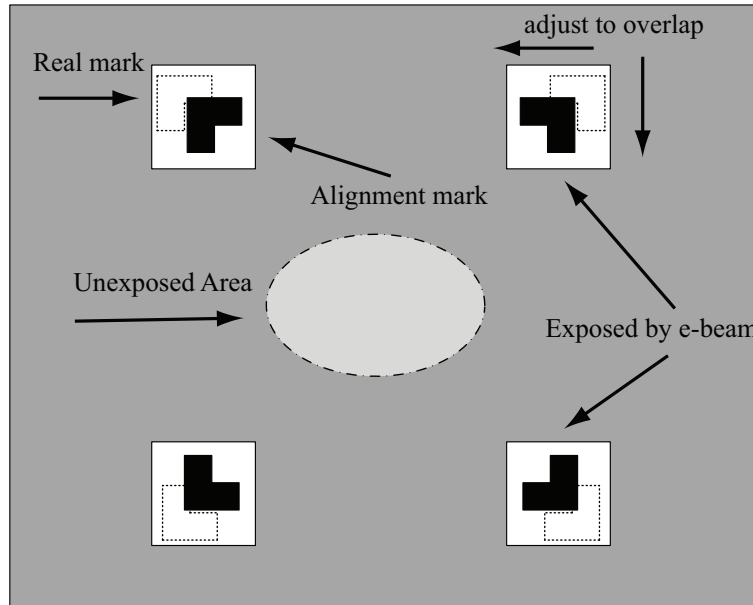 adjust to overlap
Real mark
Alignment mark
Unexposed Area
Exposed by e-beam